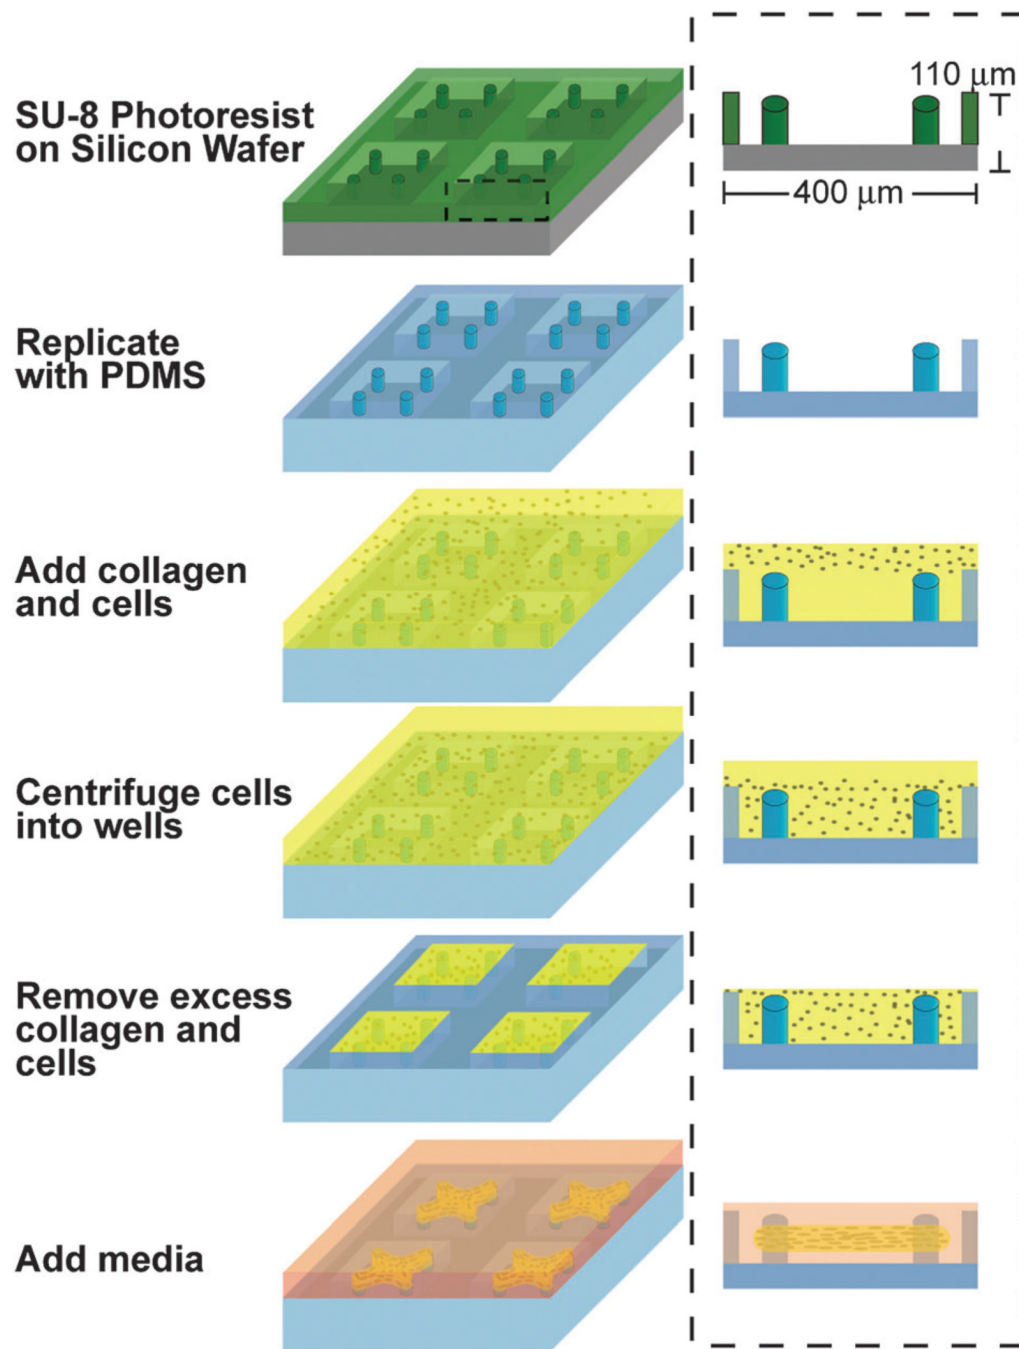 SU-8 Photoresist
on Silicon Wafer
110 μm
400 μm
Replicate
with PDMS
Add collagen
and cells
Centrifuge cells
into wells
Remove excess
collagen and
cells
Add media